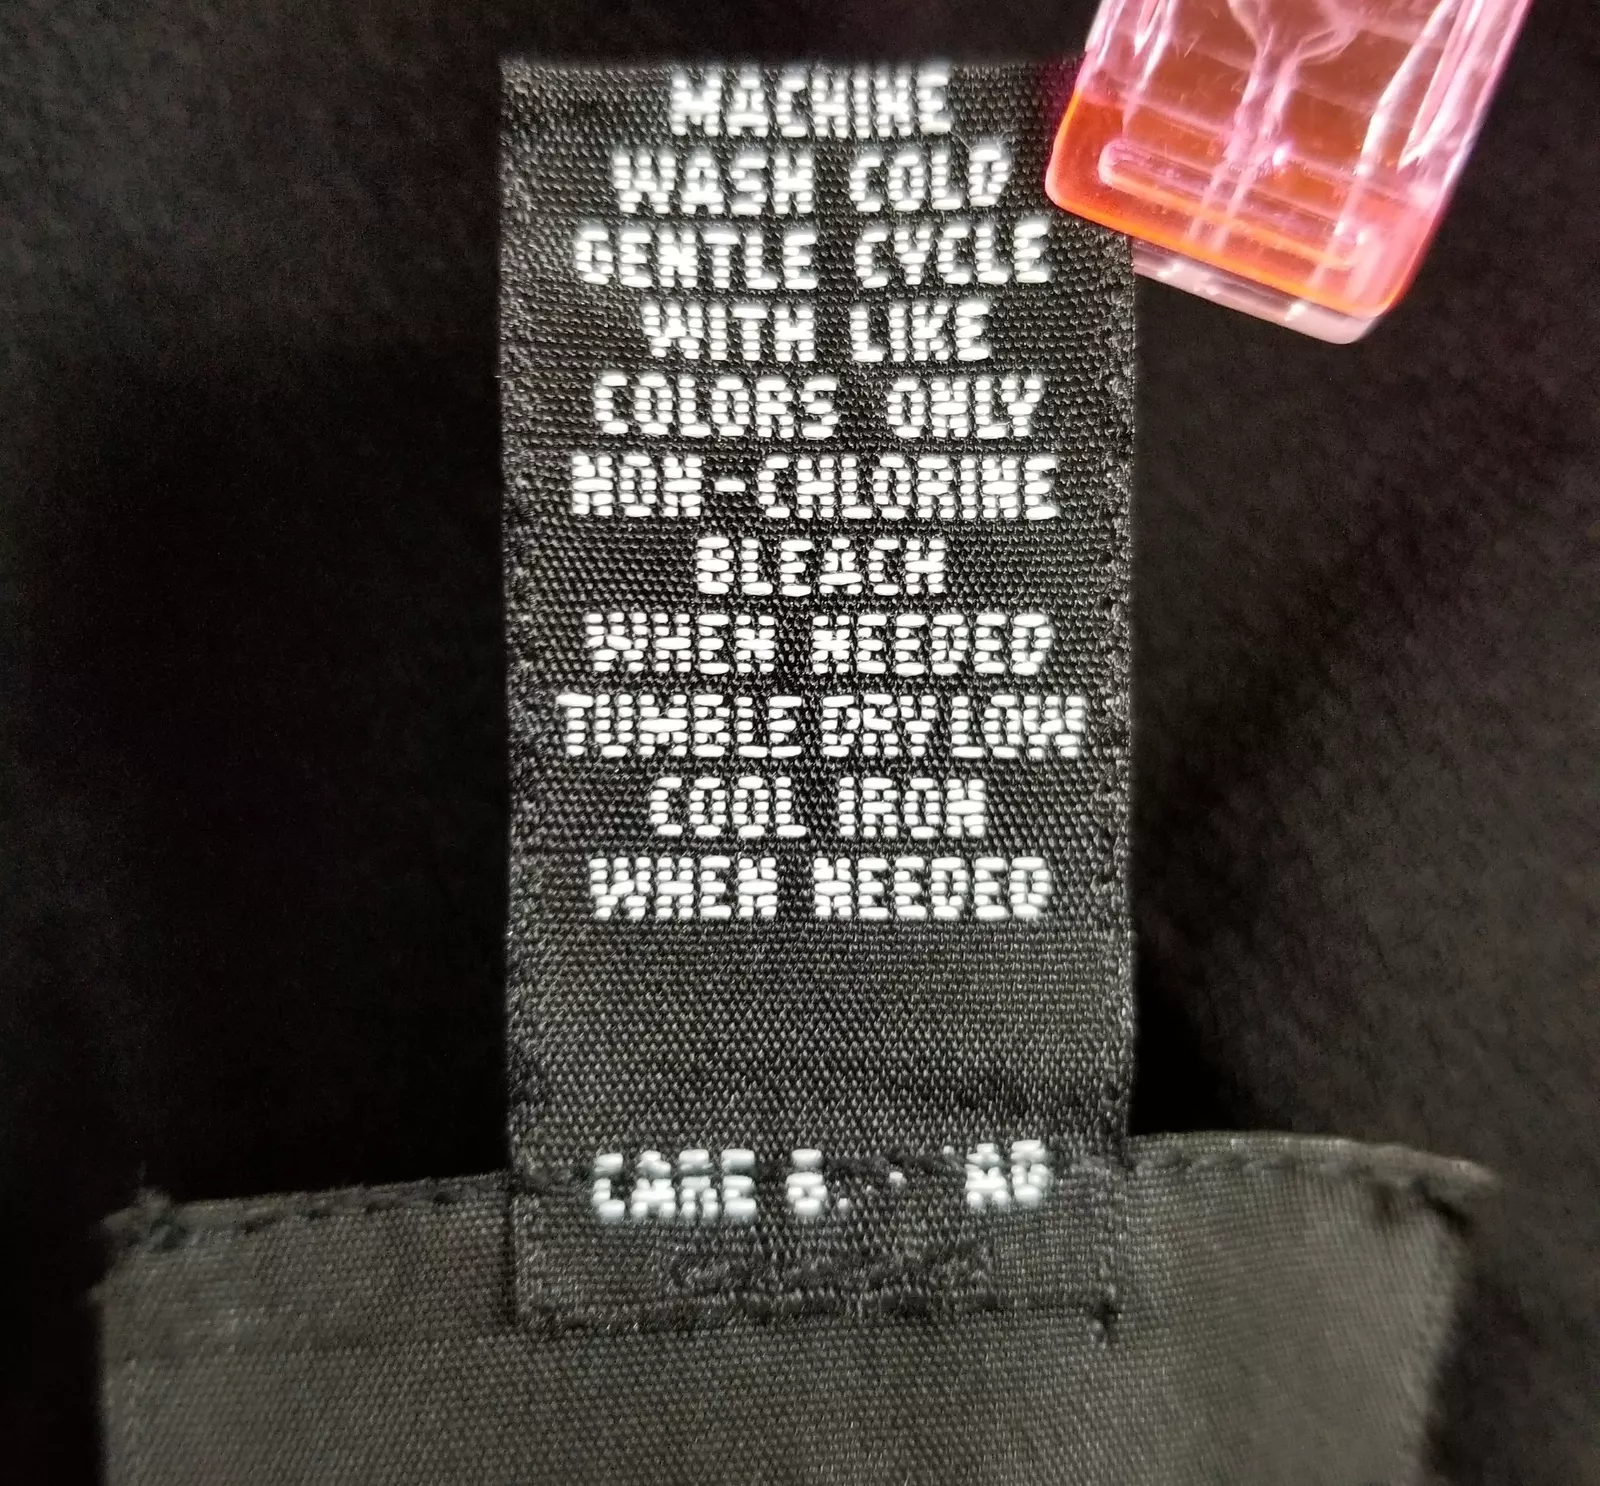 MACHINE
WASH COLD
GENTLE CYCLE
WITH LIKE
COLORS ONLY
NON-CHLORINE
BLEACH
WHEN NEEDED
TUMBLE DRY LOW
COOL IRON
WHEN NEEDED
CARE